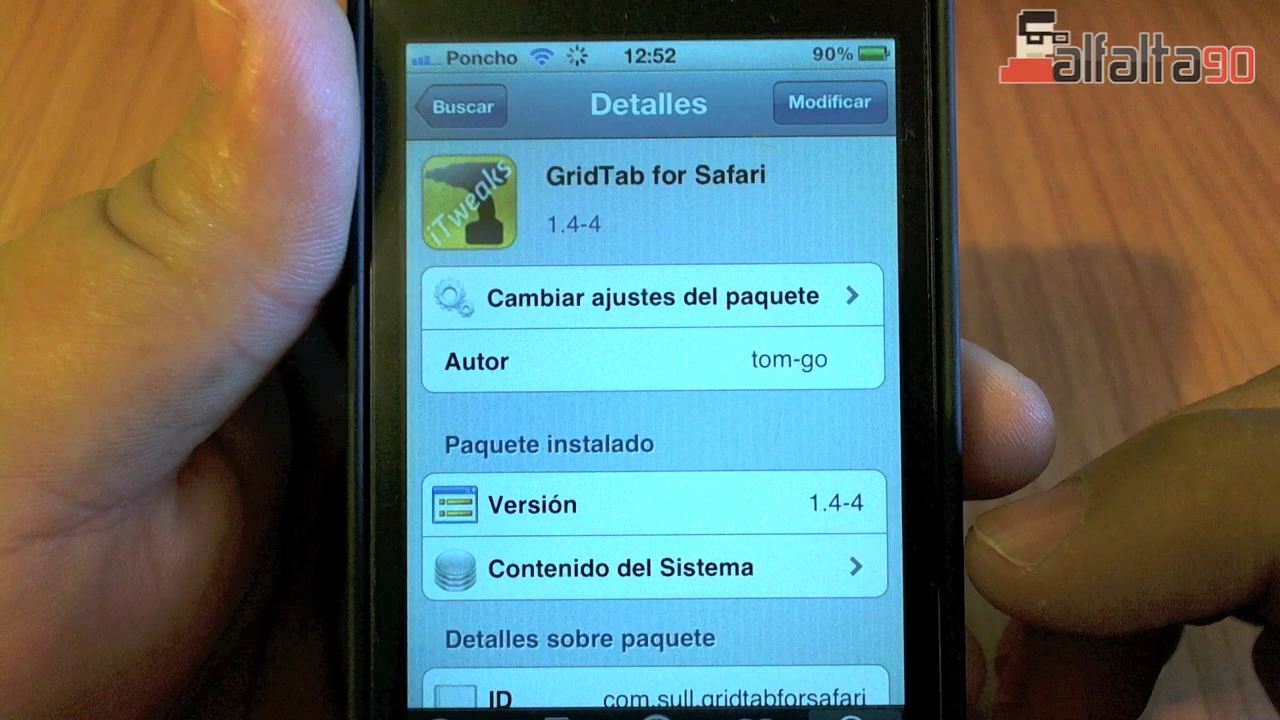 alfalta90
Poncho 12:52 90%
Buscar Detalles Modificar
iTweaks
GridTab for Safari
1.4-4
Cambiar ajustes del paquete
Autor tom-go
Paquete instalado
Versión 1.4-4
Contenido del Sistema
Detalles sobre paquete
ID com.sull.gridtabforsafari